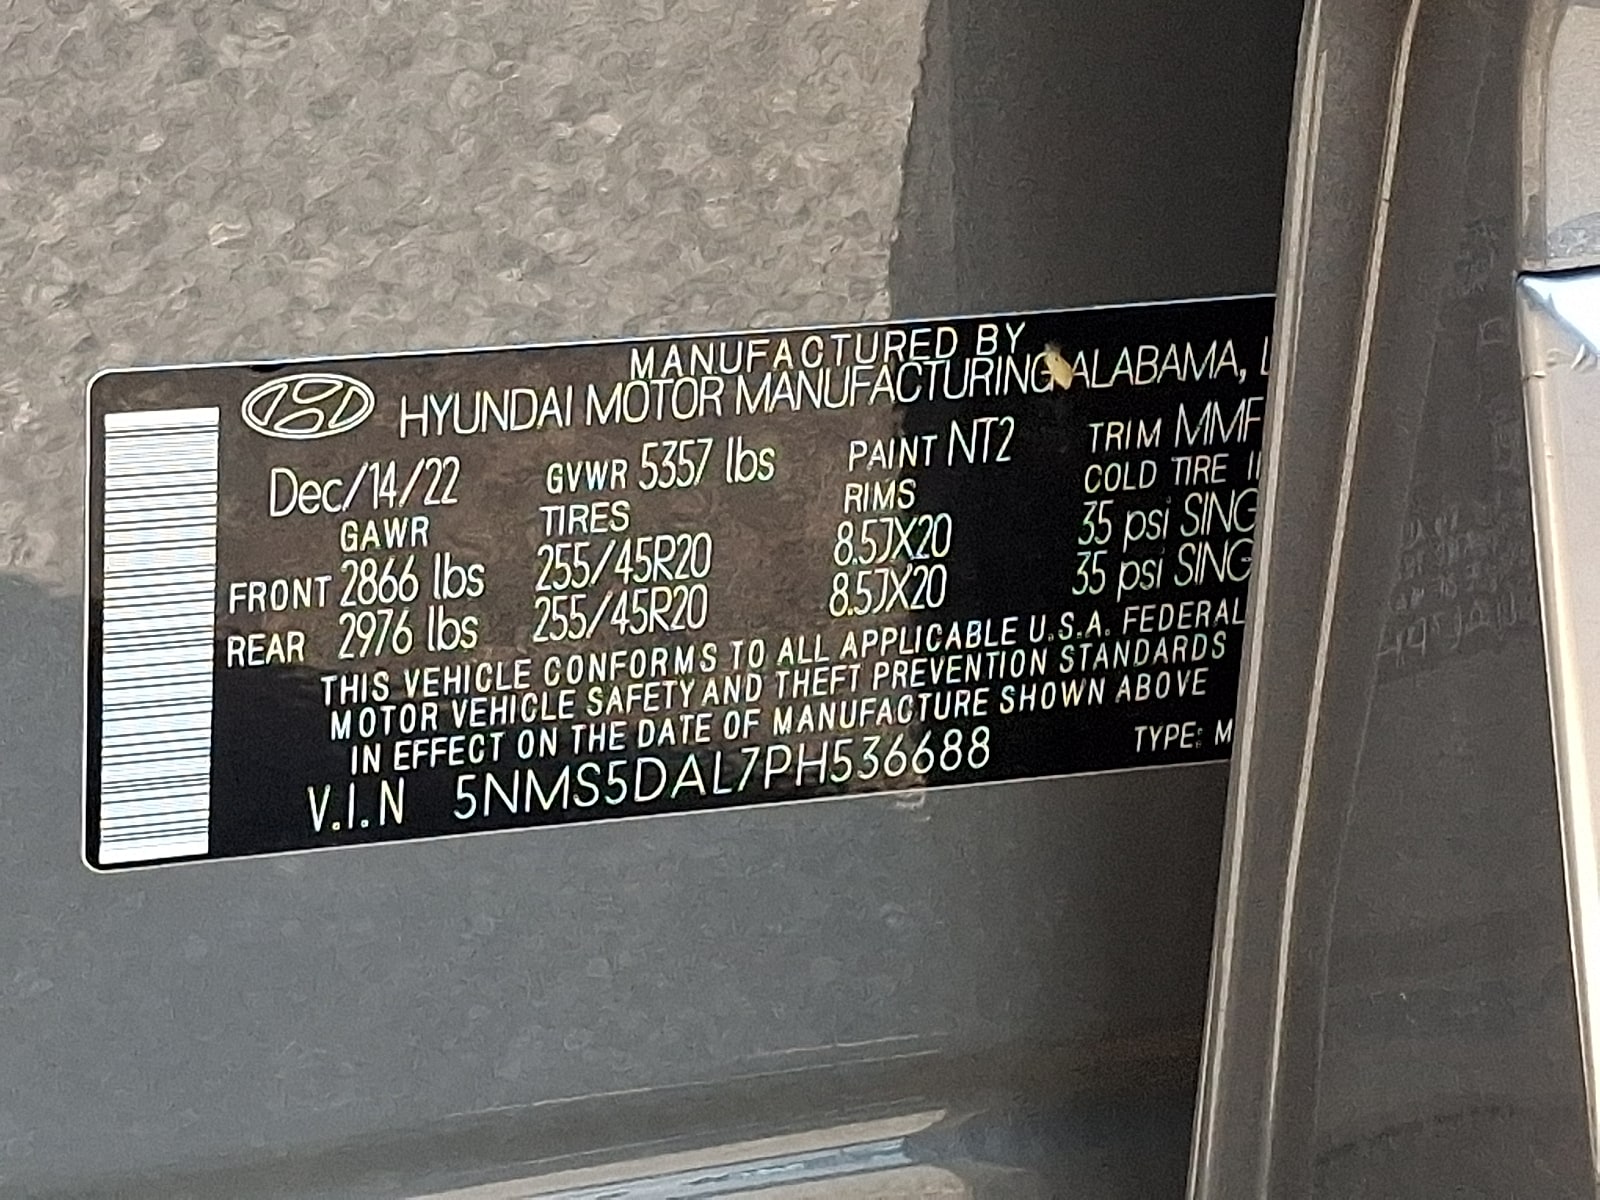 MANUFACTURED BY
HYUNDAI MOTOR MANUFACTURING ALABAMA,
Dec/14/22 GVWR 5357 lbs PAINT NT2 TRIM MMF
GAWR TIRES RIMS COLD TIRE
FRONT 2866 lbs 255/45R20 8.5JX20 35 psi SING
REAR 2976 lbs 255/45R20 8.5JX20 35 psi SING
THIS VEHICLE CONFORMS TO ALL APPLICABLE U.S.A. FEDERAL
MOTOR VEHICLE SAFETY AND THEFT PREVENTION STANDARDS
IN EFFECT ON THE DATE OF MANUFACTURE SHOWN ABOVE
V.I.N 5NMS5DAL7PH536688 TYPE: M